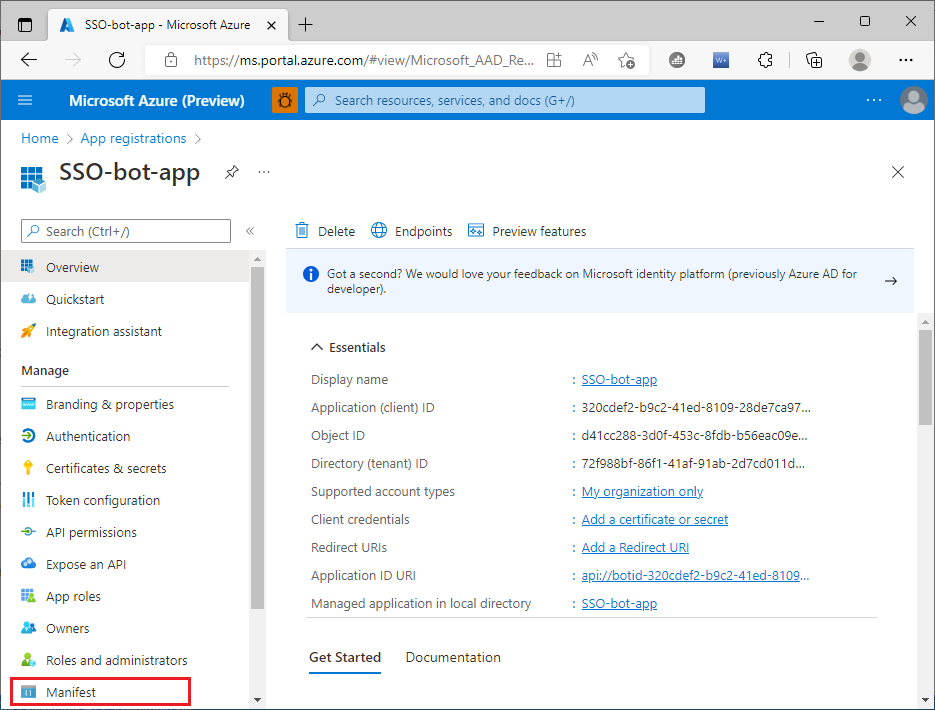 SSO-bot-app - Microsoft Azure
https://ms.portal.azure.com/#view/Microsoft_AAD_Re...
Microsoft Azure (Preview)
Search resources, services, and docs (G+/)
Home > App registrations >
SSO-bot-app
Search (Ctrl+/)
Delete
Endpoints
Preview features
Got a second? We would love your feedback on Microsoft identity platform (previously Azure AD for
developer).
Overview
Quickstart
Integration assistant
Manage
Branding & properties
Authentication
Certificates & secrets
Token configuration
API permissions
Expose an API
App roles
Owners
Roles and administrators
Manifest
Essentials
Display name : SSO-bot-app
Application (client) ID : 320cdef2-b9c2-41ed-8109-28de7ca97...
Object ID : d41cc288-3d0f-453c-8fdb-b56eac09e...
Directory (tenant) ID : 72f988bf-86f1-41af-91ab-2d7cd011d...
Supported account types : My organization only
Client credentials : Add a certificate or secret
Redirect URIs : Add a Redirect URI
Application ID URI : api://botid-320cdef2-b9c2-41ed-8109...
Managed application in local directory : SSO-bot-app
Get Started
Documentation